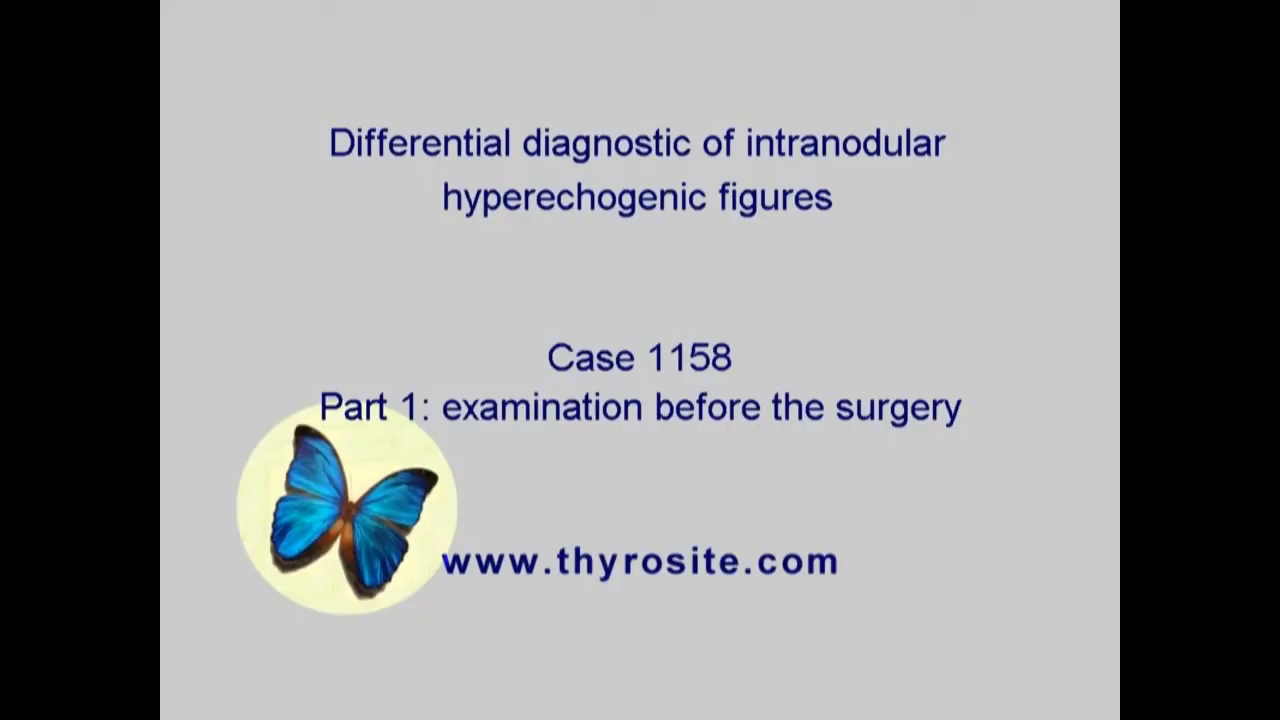 Differential diagnostic of intranodular
hyperechogenic figures
Case 1158
Part 1: examination before the surgery
www.thyrosite.com